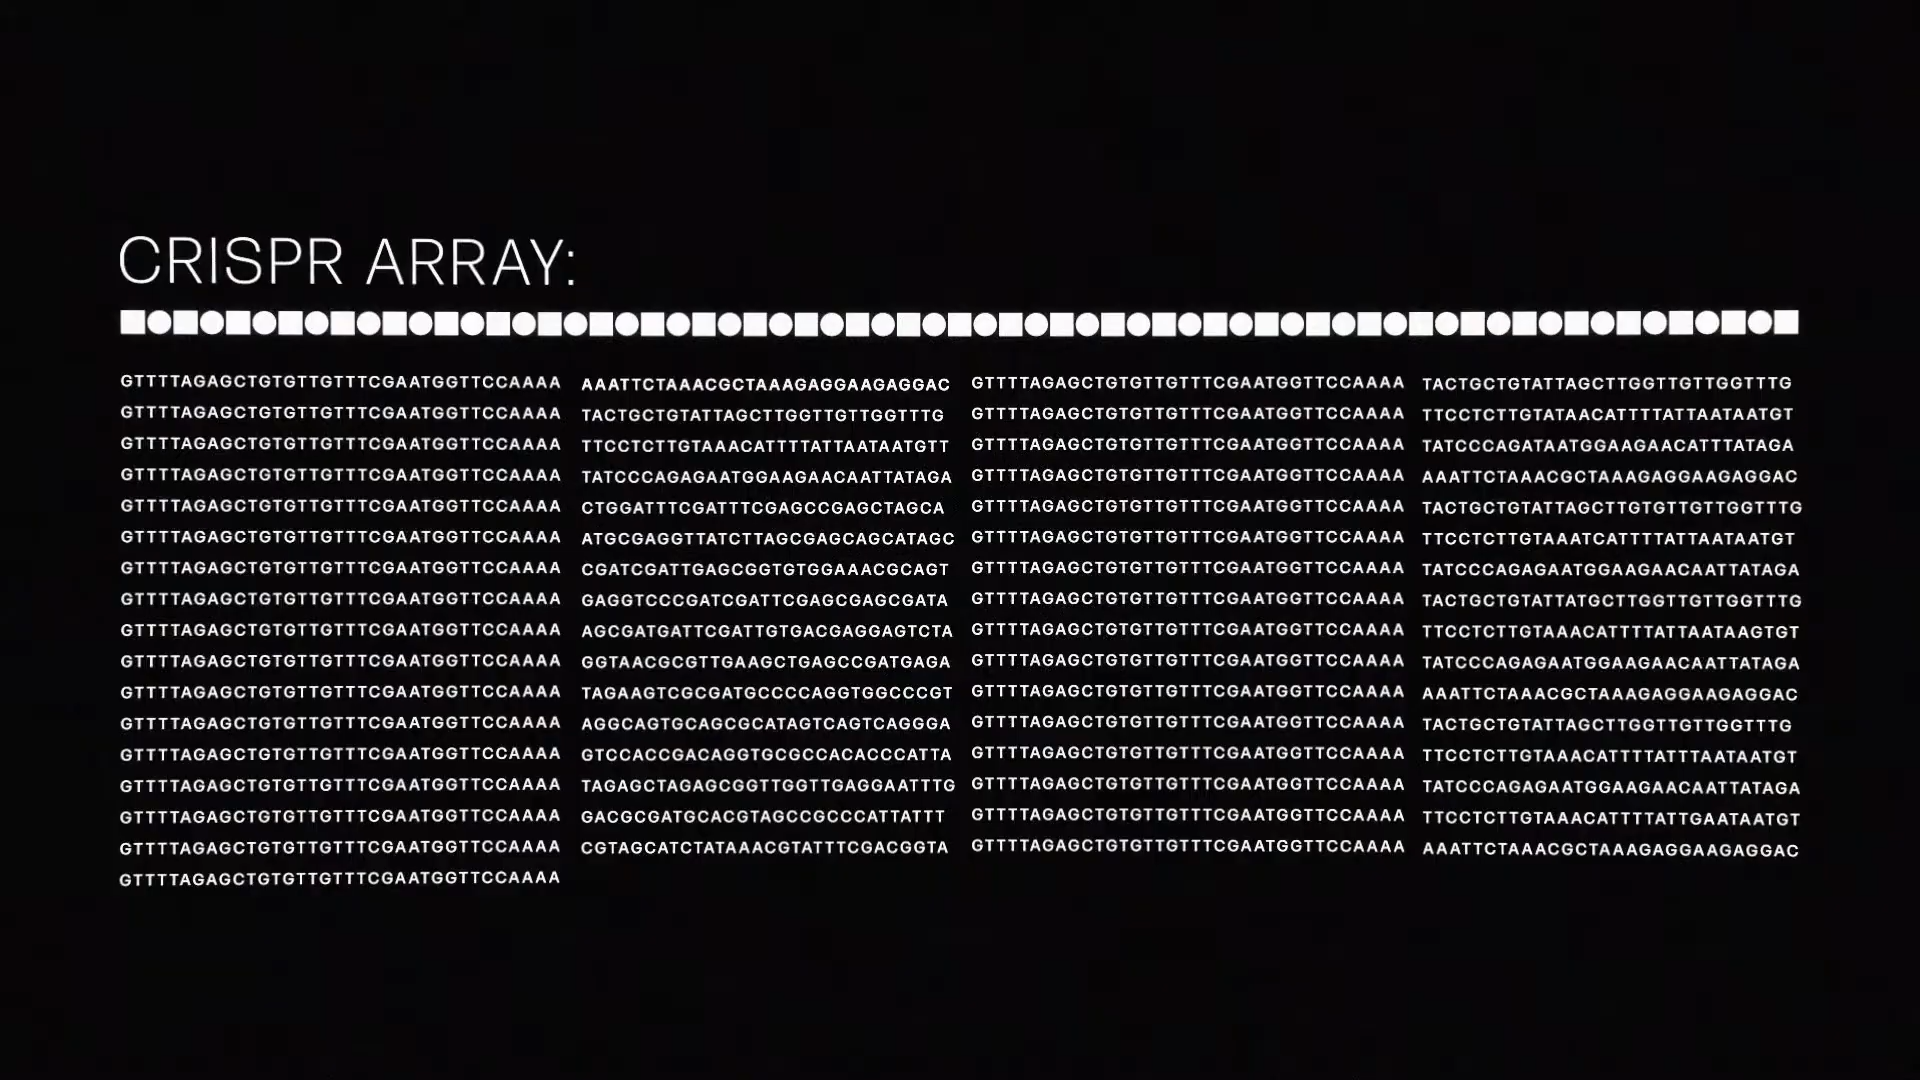 CRISPR ARRAY:
GTTTTAGAGCTGTGTTGTTTCGAATGGTTCCAAAA AAATTCTAAACGCTAAAGAGGAAGAGGAC GTTTTAGAGCTGTGTTGTTTCGAATGGTTCCAAAA TACTGCTGTATTAGCTTGGTTGTTGGTTTG
GTTTTAGAGCTGTGTTGTTTCGAATGGTTCCAAAA TACTGCTGTATTAGCTTGGTTGTTGGTTTG GTTTTAGAGCTGTGTTGTTTCGAATGGTTCCAAAA TTCCTCTTGTATAACATTTTATTAATAATGT
GTTTTAGAGCTGTGTTGTTTCGAATGGTTCCAAAA TTCCTCTTGTAAACATTTTATTAATAATGTT GTTTTAGAGCTGTGTTGTTTCGAATGGTTCCAAAA TATCCCAGATAATGGAAGAACATTTATAGA
GTTTTAGAGCTGTGTTGTTTCGAATGGTTCCAAAA TATCCCAGAGAATGGAAGAACAATTATAGA GTTTTAGAGCTGTGTTGTTTCGAATGGTTCCAAAA AAATTCTAAACGCTAAAGAGGAAGAGGAC
GTTTTAGAGCTGTGTTGTTTCGAATGGTTCCAAAA CTGGATTTCGATTTCGAGCCGAGCTAGCA GTTTTAGAGCTGTGTTGTTTCGAATGGTTCCAAAA TACTGCTGTATTAGCTTGTGTTGTTGGTTTG
GTTTTAGAGCTGTGTTGTTTCGAATGGTTCCAAAA ATGCGAGGTTATCTTAGCGAGCAGCATAGC GTTTTAGAGCTGTGTTGTTTCGAATGGTTCCAAAA TTCCTCTTGTAAATCATTTTATTAATAATGT
GTTTTAGAGCTGTGTTGTTTCGAATGGTTCCAAAA CGATCGATTGAGCGGTGTGGAAACGCAGT GTTTTAGAGCTGTGTTGTTTCGAATGGTTCCAAAA TATCCCAGAGAATGGAAGAACAATTATAGA
GTTTTAGAGCTGTGTTGTTTCGAATGGTTCCAAAA GAGGTCCCGATCGATTCGAGCGAGCGATA GTTTTAGAGCTGTGTTGTTTCGAATGGTTCCAAAA TACTGCTGTATTATGCTTGGTTGTTGGTTTG
GTTTTAGAGCTGTGTTGTTTCGAATGGTTCCAAAA AGCGATGATTCGATTGTGACGAGGAGTCTA GTTTTAGAGCTGTGTTGTTTCGAATGGTTCCAAAA TTCCTCTTGTAAACATTTTATTAATAAGTGT
GTTTTAGAGCTGTGTTGTTTCGAATGGTTCCAAAA GGTAACGCGTTGAAGCTGAGCCGATGAGA GTTTTAGAGCTGTGTTGTTTCGAATGGTTCCAAAA TATCCCAGAGAATGGAAGAACAATTATAGA
GTTTTAGAGCTGTGTTGTTTCGAATGGTTCCAAAA TAGAAGTCGCGATGCCCCAGGTGGCCCGT GTTTTAGAGCTGTGTTGTTTCGAATGGTTCCAAAA AAATTCTAAACGCTAAAGAGGAAGAGGAC
GTTTTAGAGCTGTGTTGTTTCGAATGGTTCCAAAA AGGCAGTGCAGCGCATAGTCAGTCAGGGA GTTTTAGAGCTGTGTTGTTTCGAATGGTTCCAAAA TACTGCTGTATTAGCTTGGTTGTTGGTTTG
GTTTTAGAGCTGTGTTGTTTCGAATGGTTCCAAAA GTCCACCGACAGGTGCGCCACACCCATTA GTTTTAGAGCTGTGTTGTTTCGAATGGTTCCAAAA TTCCTCTTGTAAACATTTTATTTAATAATGT
GTTTTAGAGCTGTGTTGTTTCGAATGGTTCCAAAA TAGAGCTAGAGCGGTTGGTTGAGGAATTTG GTTTTAGAGCTGTGTTGTTTCGAATGGTTCCAAAA TATCCCAGAGAATGGAAGAACAATTATAGA
GTTTTAGAGCTGTGTTGTTTCGAATGGTTCCAAAA GACGCGATGCACGTAGCCGCCCATTATTT GTTTTAGAGCTGTGTTGTTTCGAATGGTTCCAAAA TTCCTCTTGTAAACATTTTATTGAATAATGT
GTTTTAGAGCTGTGTTGTTTCGAATGGTTCCAAAA CGTAGCATCTATAAACGTATTTCGACGGTA GTTTTAGAGCTGTGTTGTTTCGAATGGTTCCAAAA AAATTCTAAACGCTAAAGAGGAAGAGGAC
GTTTTAGAGCTGTGTTGTTTCGAATGGTTCCAAAA